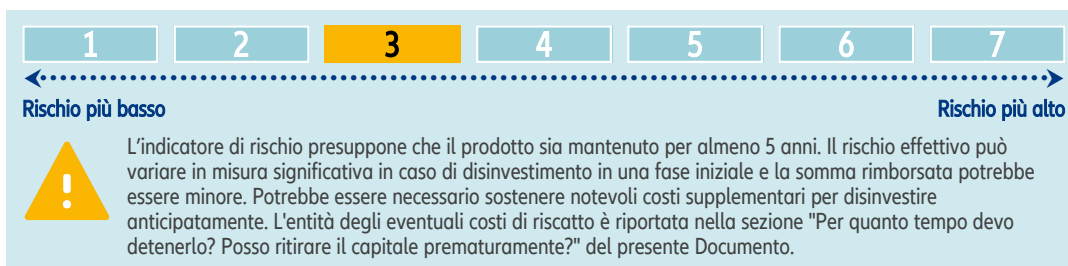 1 2 3 4 5 6 7
Rischio più basso Rischio più alto
L’indicatore di rischio presuppone che il prodotto sia mantenuto per almeno 5 anni. Il rischio effettivo può
variare in misura significativa in caso di disinvestimento in una fase iniziale e la somma rimborsata potrebbe
essere minore. Potrebbe essere necessario sostenere notevoli costi supplementari per disinvestire
anticipatamente. L'entità degli eventuali costi di riscatto è riportata nella sezione "Per quanto tempo devo
detenerlo? Posso ritirare il capitale prematuramente?" del presente Documento.